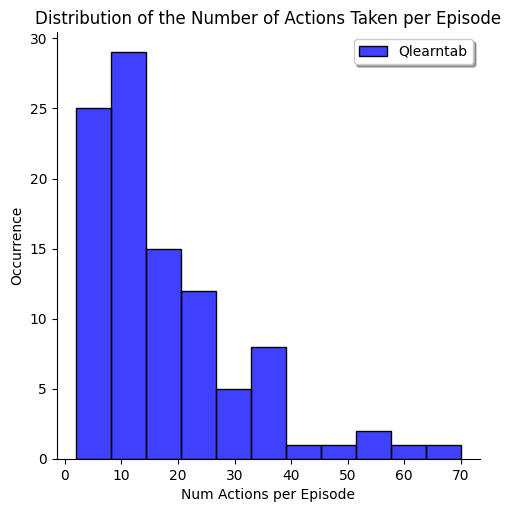 Distribution of the Number of Actions Taken per Episode
Qlearntab
30
25
20
15
10
5
0
Occurrence
0 10 20 30 40 50 60 70
Num Actions per Episode